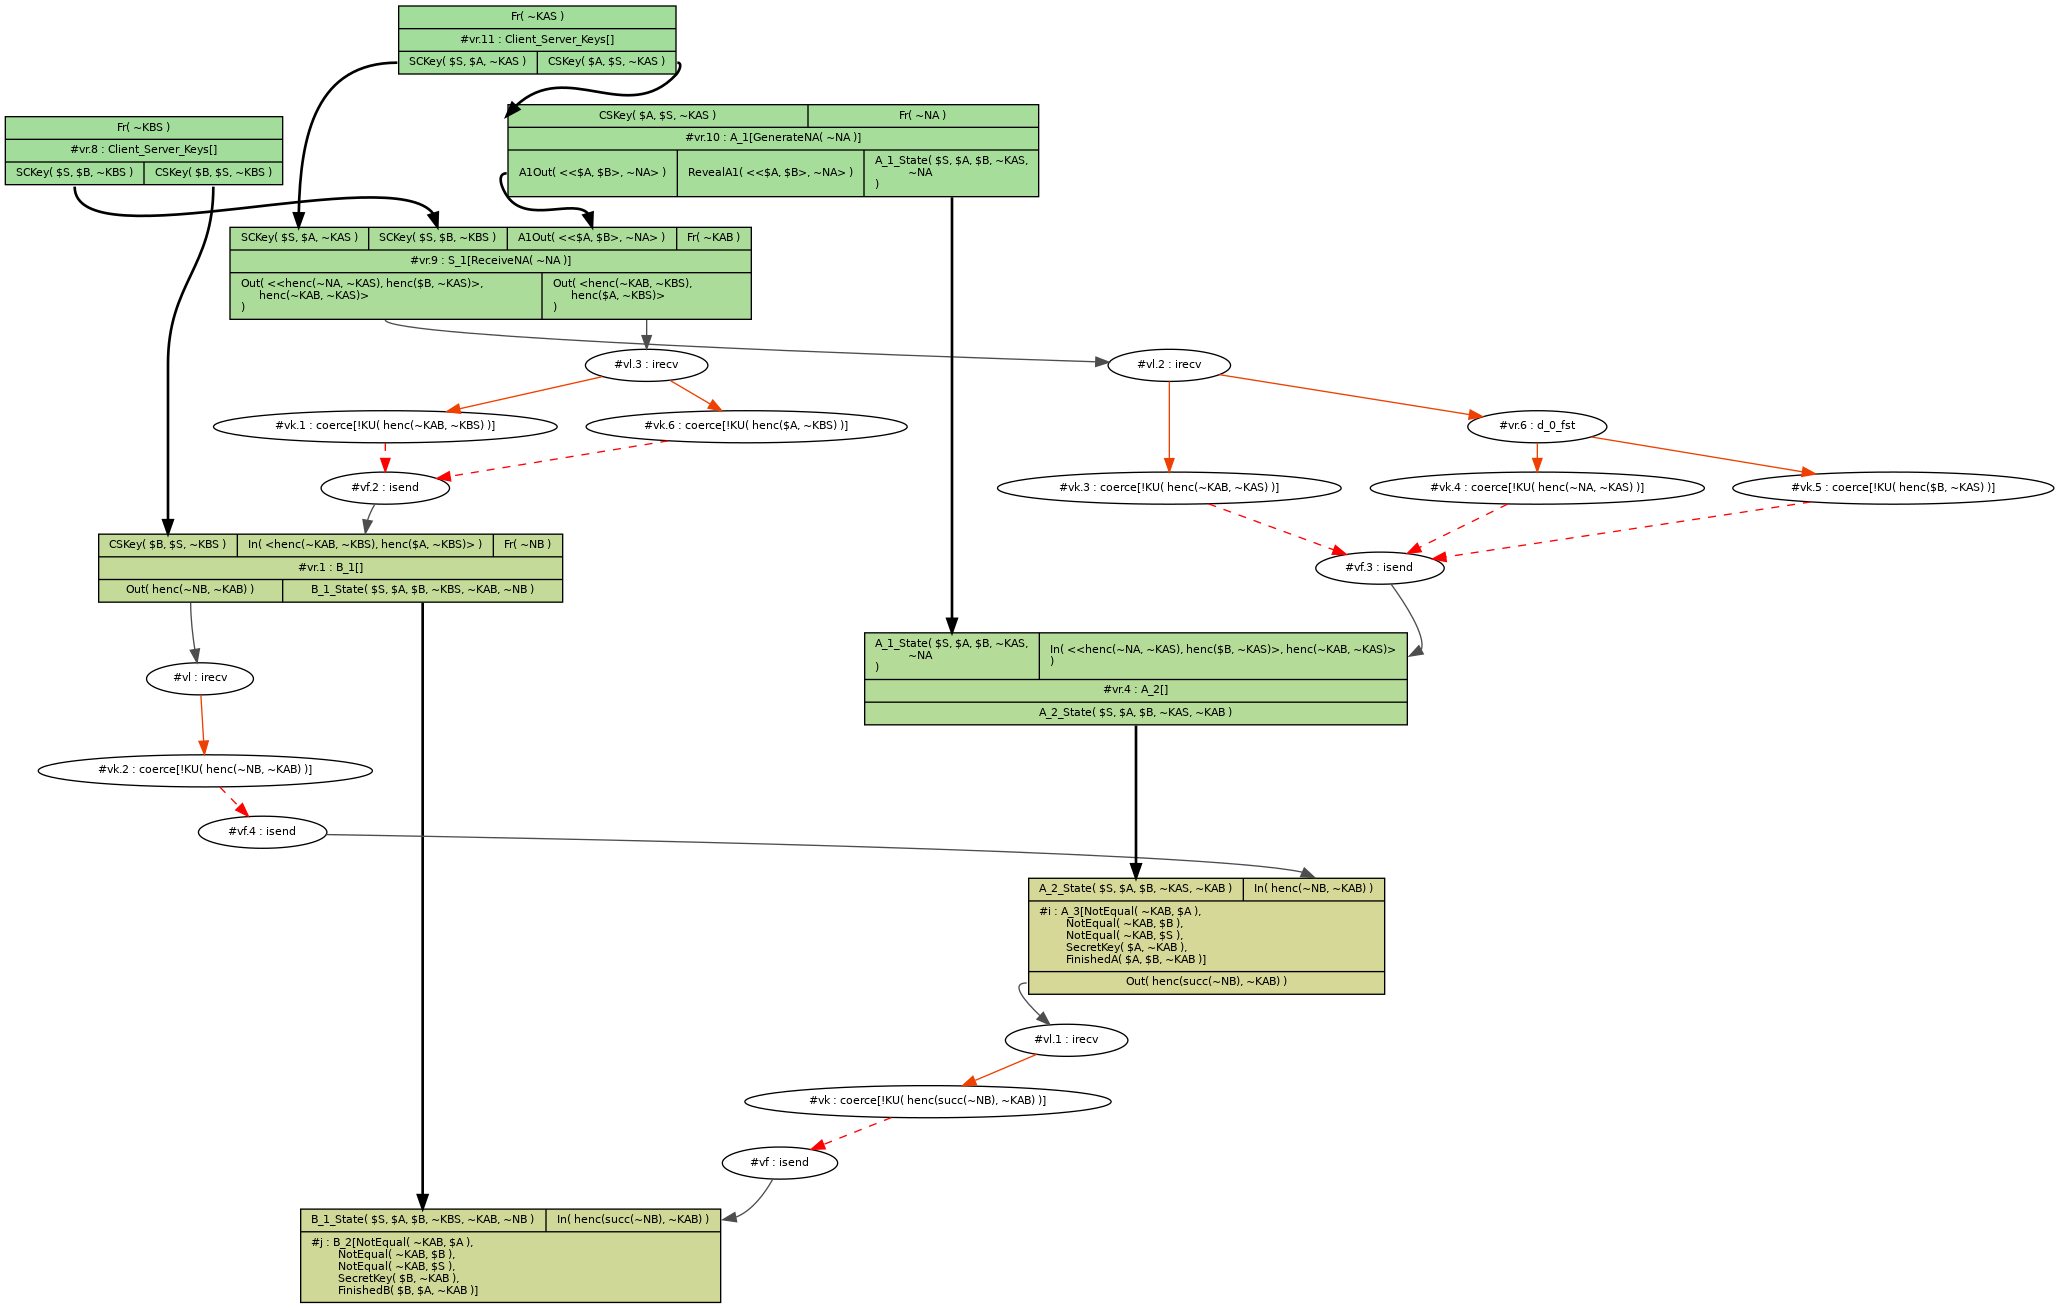 Fr( ~KAS )
#vr.11 : Client_Server_Keys[]
SCKey( $S, $A, ~KAS )
CSKey( $A, $S, ~KAS )
CSKey( $A, $S, ~KAS )
Fr( ~NA )
#vr.10 : A_1[GenerateNA( ~NA )]
A1Out( <<$A, $B>, ~NA> )
RevealA1( <<$A, $B>, ~NA> )
A_1_State( $S, $A, $B, ~KAS,
~NA
)
Fr( ~KBS )
#vr.8 : Client_Server_Keys[]
SCKey( $S, $B, ~KBS )
CSKey( $B, $S, ~KBS )
SCKey( $S, $A, ~KAS )
SCKey( $S, $B, ~KBS )
A1Out( <<$A, $B>, ~NA> )
Fr( ~KAB )
#vr.9 : S_1[ReceiveNA( ~NA )]
Out( <<henc(~NA, ~KAS), henc($B, ~KAS)>,
henc(~KAB, ~KAS)>
)
Out( <henc(~KAB, ~KBS),
henc($A, ~KBS)>
)
#vl.3 : irecv
#vl.2 : irecv
#vk.1 : coerce[!KU( henc(~KAB, ~KBS) )]
#vk.6 : coerce[!KU( henc($A, ~KBS) )]
#vr.6 : d_0_fst
#vf.2 : isend
#vk.3 : coerce[!KU( henc(~KAB, ~KAS) )]
#vk.4 : coerce[!KU( henc(~NA, ~KAS) )]
#vk.5 : coerce[!KU( henc($B, ~KAS) )]
CSKey( $B, $S, ~KBS )
In( <henc(~KAB, ~KBS), henc($A, ~KBS)> )
Fr( ~NB )
#vr.1 : B_1[]
Out( henc(~NB, ~KAB) )
B_1_State( $S, $A, $B, ~KBS, ~KAB, ~NB )
#vf.3 : isend
A_1_State( $S, $A, $B, ~KAS,
~NA
)
In( <<henc(~NA, ~KAS), henc($B, ~KAS)>, henc(~KAB, ~KAS)>
)
#vr.4 : A_2[]
A_2_State( $S, $A, $B, ~KAS, ~KAB )
#vl : irecv
#vk.2 : coerce[!KU( henc(~NB, ~KAB) )]
#vf.4 : isend
A_2_State( $S, $A, $B, ~KAS, ~KAB )
In( henc(~NB, ~KAB) )
#i : A_3[NotEqual( ~KAB, $A ),
NotEqual( ~KAB, $B ),
NotEqual( ~KAB, $S ),
SecretKey( $A, ~KAB ),
FinishedA( $A, $B, ~KAB )]
Out( henc(succ(~NB), ~KAB) )
#vl.1 : irecv
#vk : coerce[!KU( henc(succ(~NB), ~KAB) )]
#vf : isend
B_1_State( $S, $A, $B, ~KBS, ~KAB, ~NB )
In( henc(succ(~NB), ~KAB) )
#j : B_2[NotEqual( ~KAB, $A ),
NotEqual( ~KAB, $B ),
NotEqual( ~KAB, $S ),
SecretKey( $B, ~KAB ),
FinishedB( $B, $A, ~KAB )]